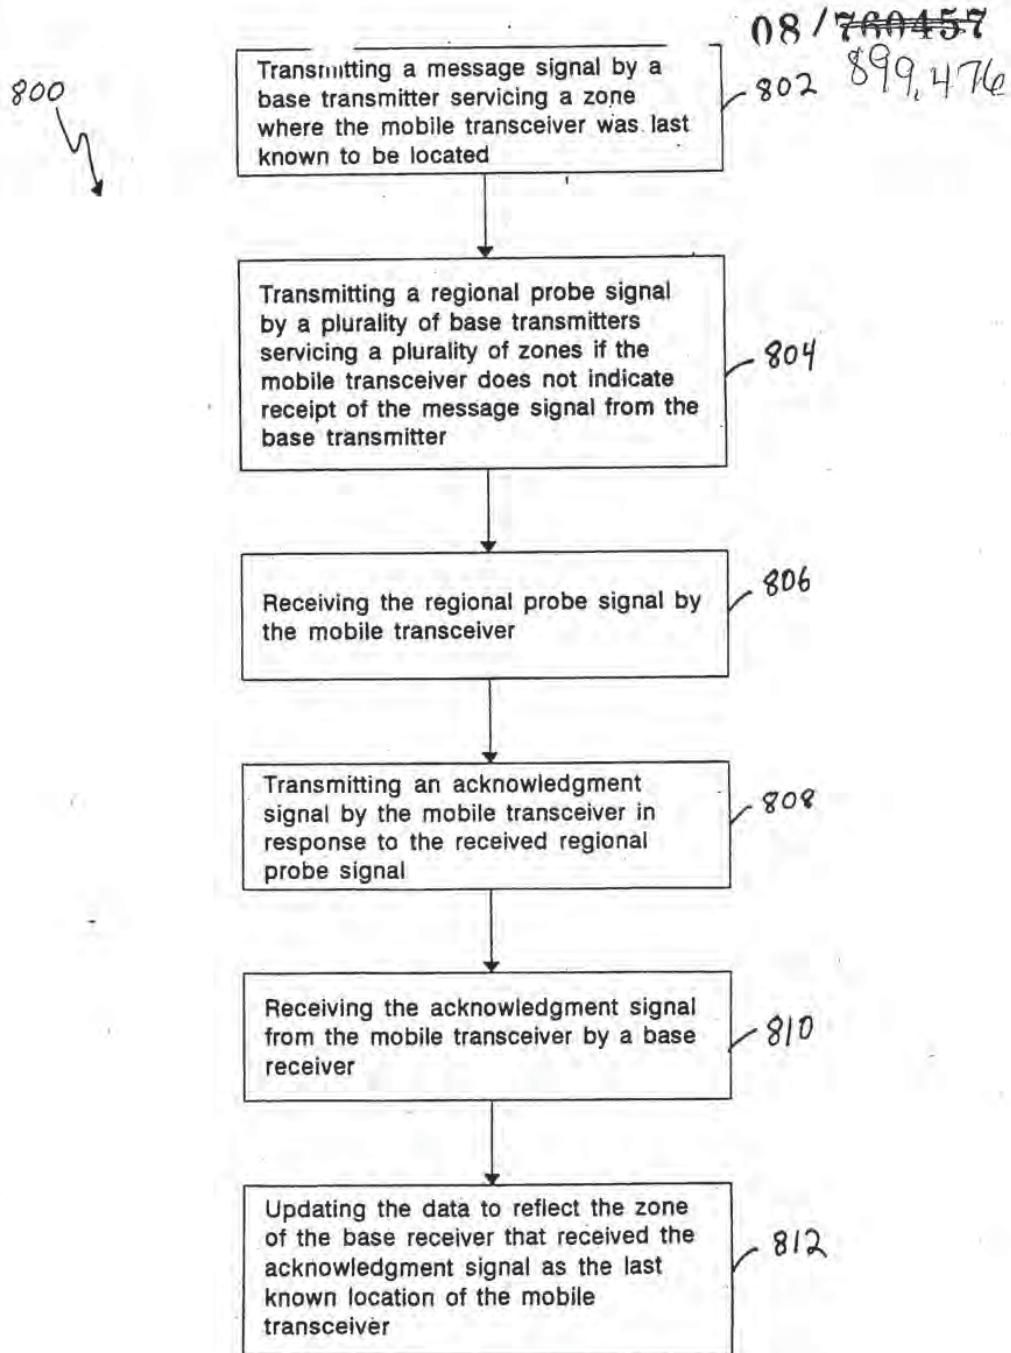 08/760457
899,476
800
Transmitting a message signal by a
base transmitter servicing a zone
where the mobile transceiver was last
known to be located
802
Transmitting a regional probe signal
by a plurality of base transmitters
servicing a plurality of zones if the
mobile transceiver does not indicate
receipt of the message signal from the
base transmitter
804
Receiving the regional probe signal by
the mobile transceiver
806
Transmitting an acknowledgment
signal by the mobile transceiver in
response to the received regional
probe signal
808
Receiving the acknowledgment signal
from the mobile transceiver by a base
receiver
810
Updating the data to reflect the zone
of the base receiver that received the
acknowledgment signal as the last
known location of the mobile
transceiver
812